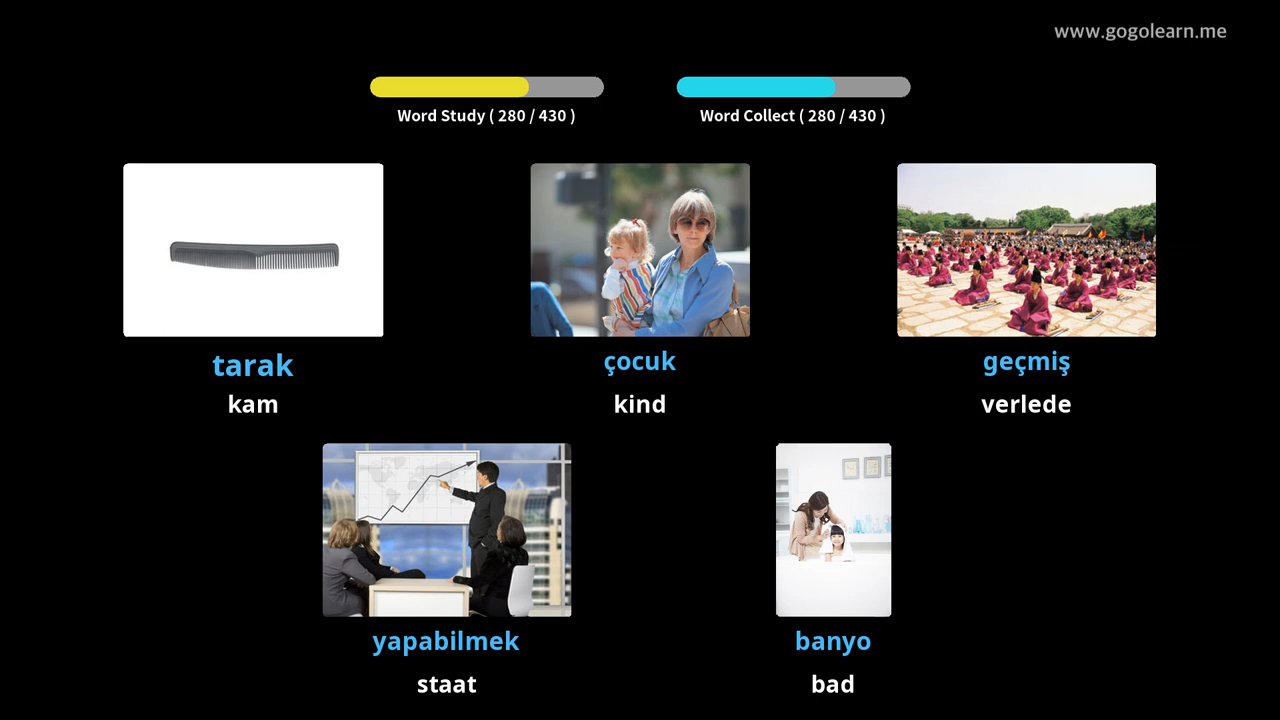 www.gogolearn.me
Word Study ( 280 / 430 )
Word Collect ( 280 / 430 )
tarak
kam
çocuk
kind
geçmiş
verlede
yapabilmek
staat
banyo
bad